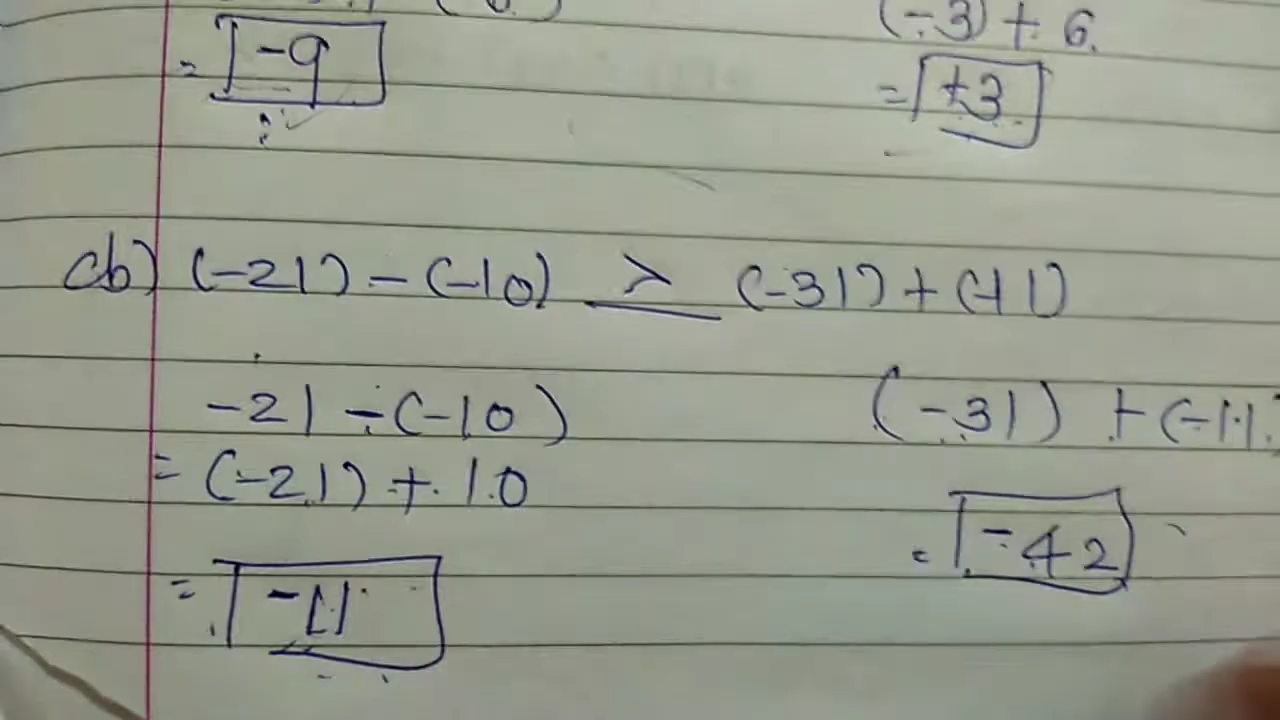 (-3) + 6.
= -9
= +3
(b) (-21) - (-10) > (-31) + (-11)
-21 - (-10) (-31) + (-11
= (-21) + 10
= -42
= -11